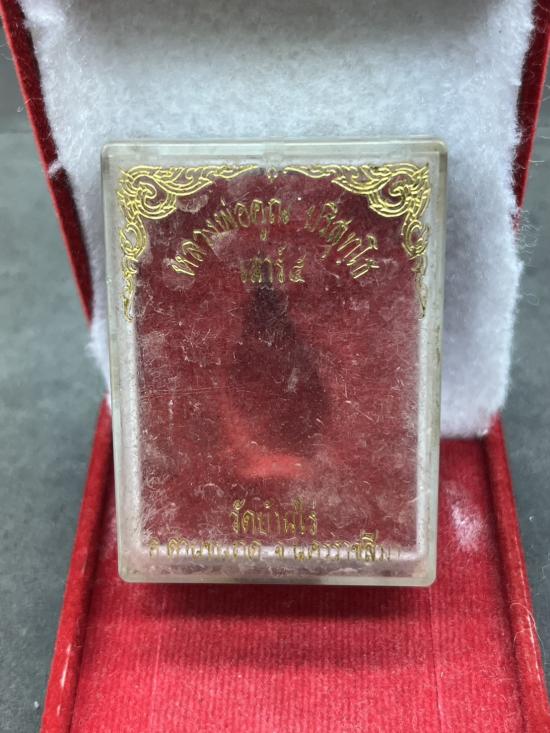 หลวงพ่อคูณ ปริสุทฺโธ
เสาร์๕
วัดบ้านไร่
อ.ด่านขุนทด จ.นครราชสีมา